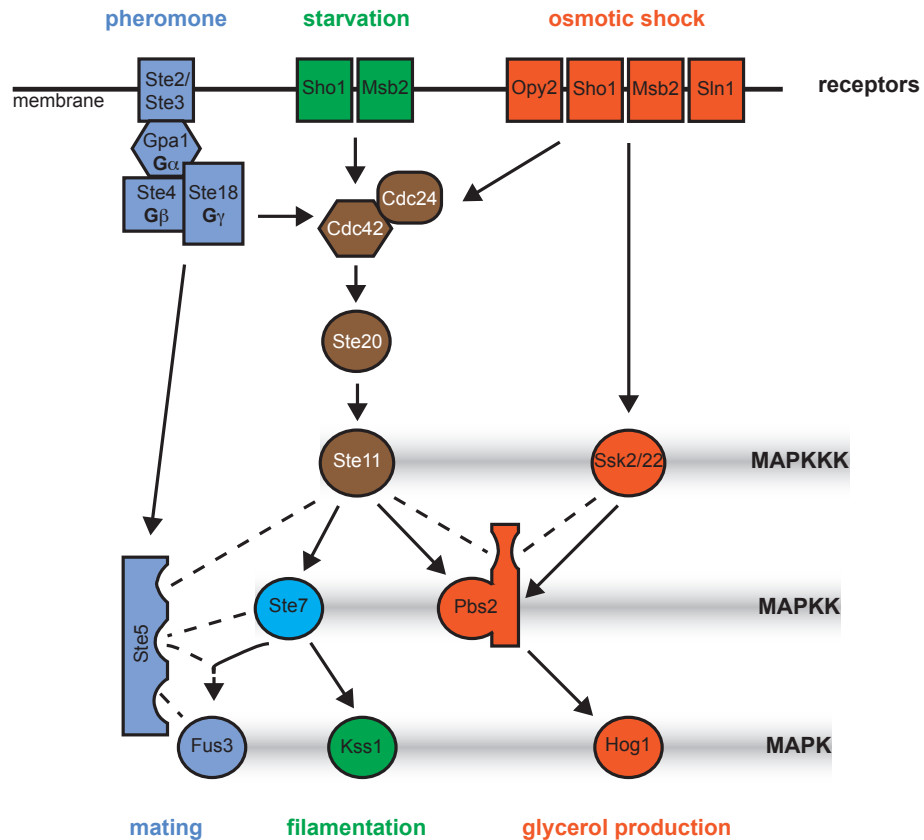 pheromone starvation osmotic shock
Ste2/
Ste3
Sho1 Msb2 Opy2 Sho1 Msb2 Sln1
receptors
membrane
Gpa1
Gα
Ste4
Gβ
Ste18
Gγ
Cdc24
Cdc42
Ste20
Ste11 Ssk2/22 MAPKKK
Ste5
Ste7 Pbs2 MAPKK
Fus3 Kss1 Hog1 MAPK
mating filamentation glycerol production